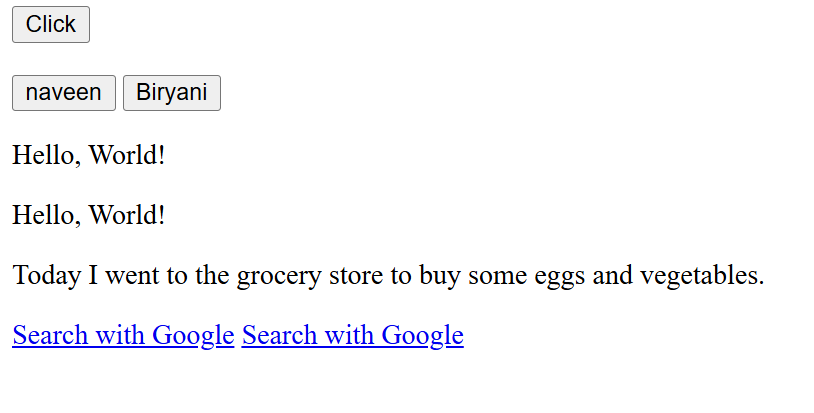 Click
naveen Biryani
Hello, World!
Hello, World!
Today I went to the grocery store to buy some eggs and vegetables.
Search with Google Search with Google